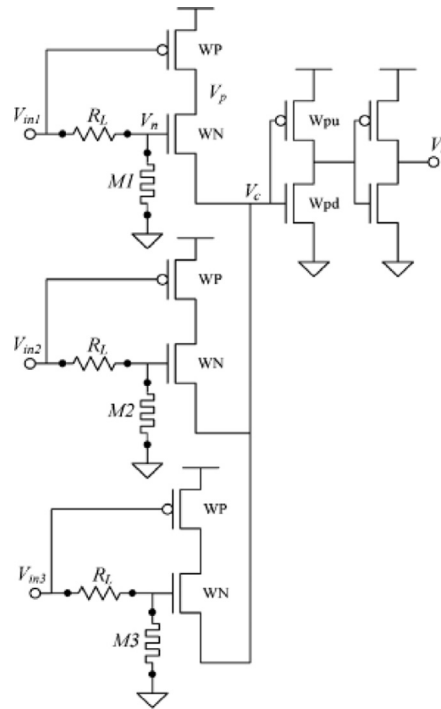 WP
V_p
V_in1
R_L
V_n
WN
M1
V_c
Wpu
Wpd
WP
V_in2
R_L
WN
M2
WP
V_in3
R_L
WN
M3